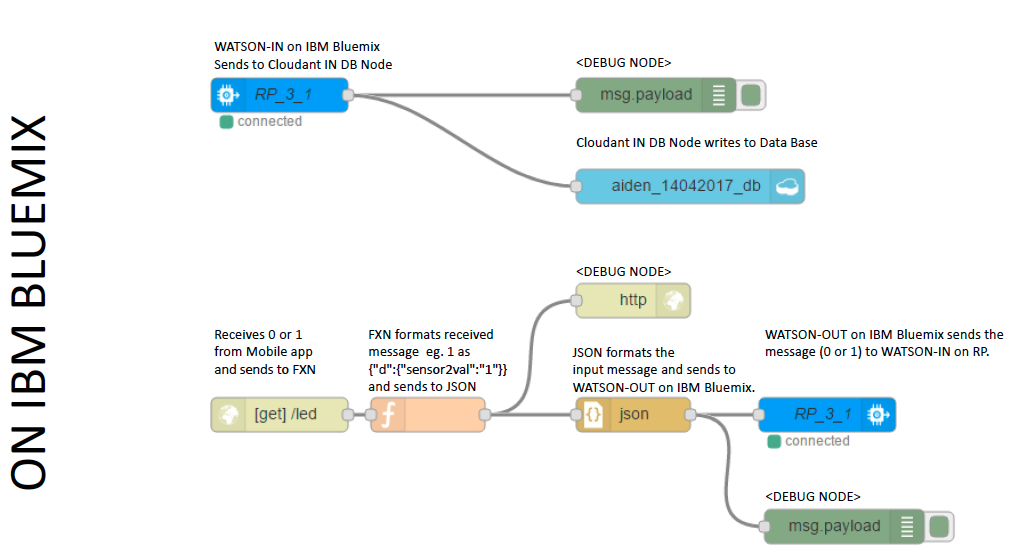 ON IBM BLUEMIX
WATSON-IN on IBM Bluemix
Sends to Cloudant IN DB Node
RP_3_1
connected
<DEBUG NODE>
msg.payload
Cloudant IN DB Node writes to Data Base
aiden_14042017_db
<DEBUG NODE>
http
Receives 0 or 1
from Mobile app
and sends to FXN
[get] /led
FXN formats received
message eg. 1 as
{"d":{"sensor2val":"1"}}
and sends to JSON
f
JSON formats the
input message and sends to
WATSON-OUT on IBM Bluemix.
{}
json
WATSON-OUT on IBM Bluemix sends the
message (0 or 1) to WATSON-IN on RP.
RP_3_1
connected
<DEBUG NODE>
msg.payload